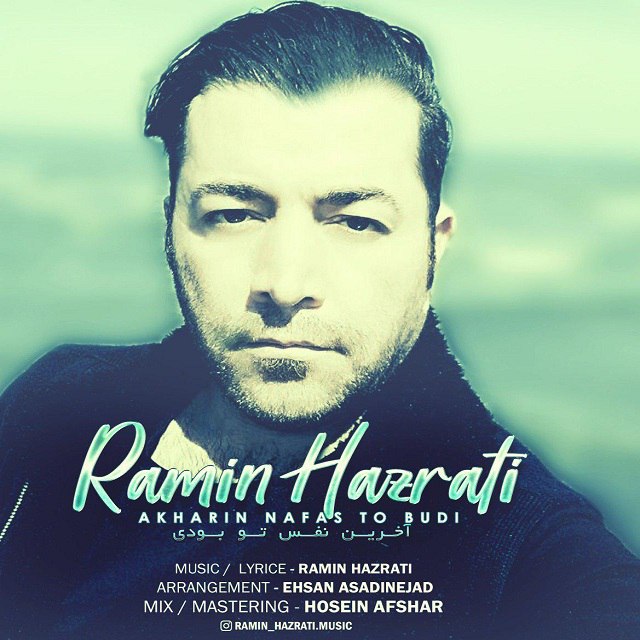 Ramin Hazrati
AKHARIN NAFAS TO BUDI
آخرین نفس تو بودی
MUSIC / LYRICE - RAMIN HAZRATI
ARRANGEMENT - EHSAN ASADINEJAD
MIX / MASTERING - HOSEIN AFSHAR
RAMIN_HAZRATI.MUSIC